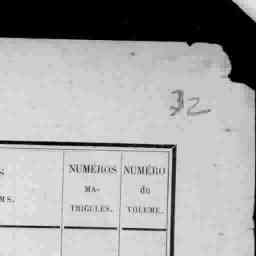 32
S
MS.
NUMÉROS
MA-
TRICULES.
NUMÉRO
du
VOLUME.